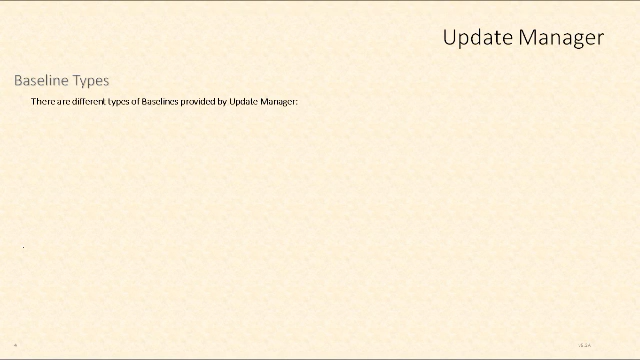 Update Manager
Baseline Types
There are different types of Baselines provided by Update Manager: